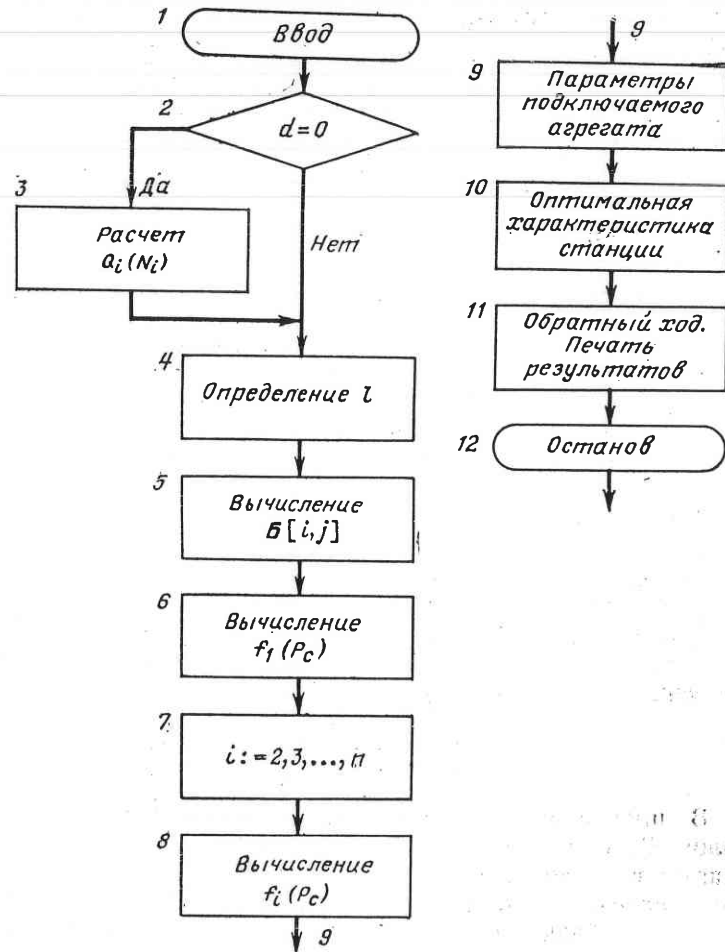 1
Ввод
2
d=0
Да
3
Расчет
Qi(Ni)
Нет
4
Определение l
5
Вычисление
Б[i,j]
6
Вычисление
f1(Pc)
7
i:=2,3,...,n
8
Вычисление
fi(Pc)
9
9
9
Параметры
подключаемого
агрегата
10
Оптимальная
характеристика
станции
11
Обратный ход.
Печать
результатов
12
Останов